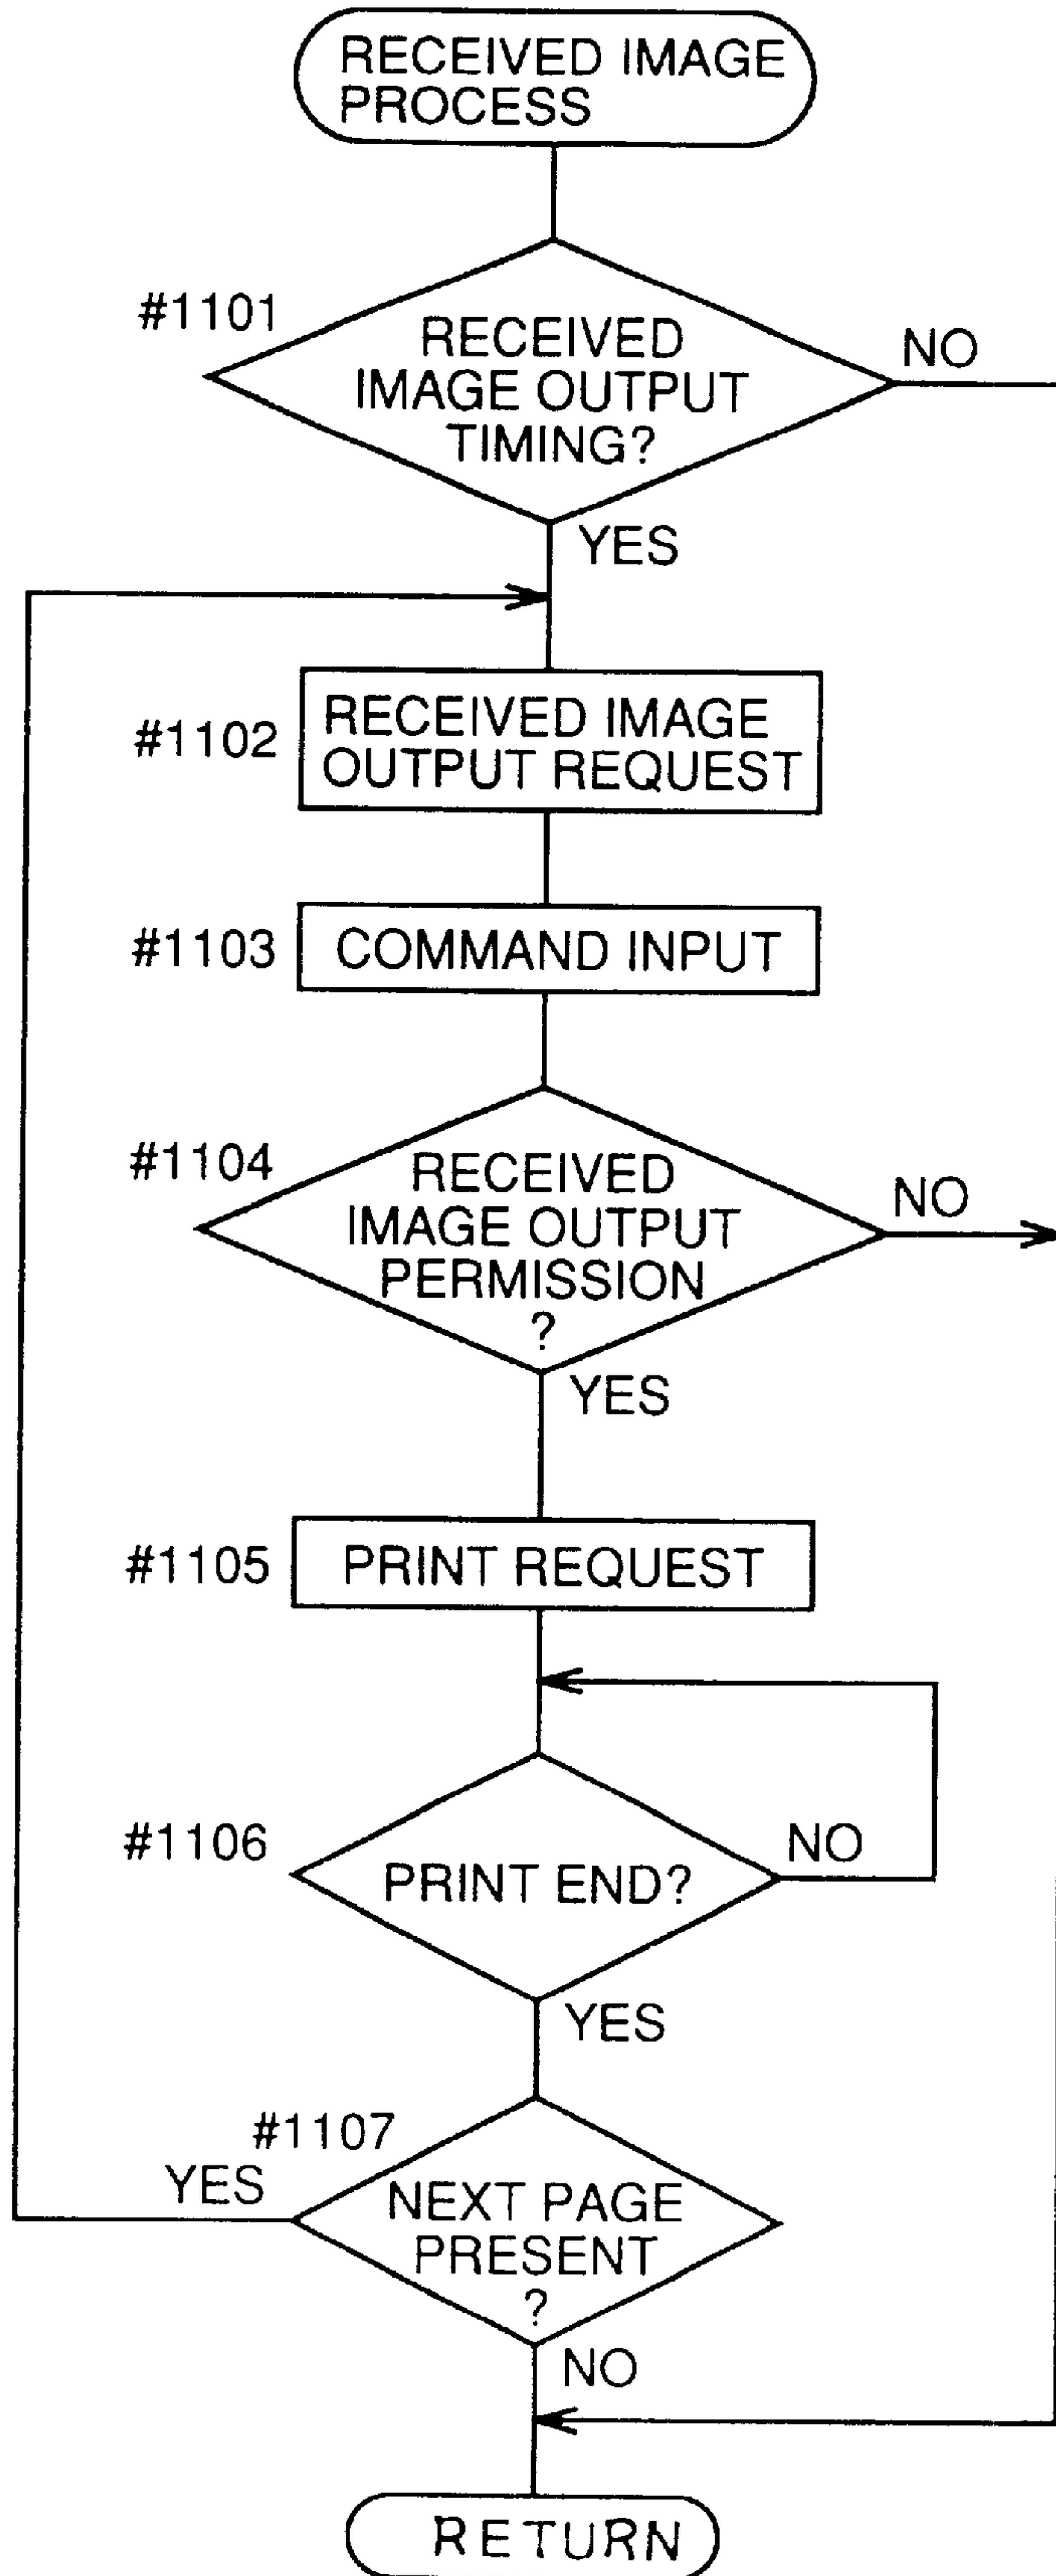 RECEIVED IMAGE
PROCESS
#1101
RECEIVED
IMAGE OUTPUT
TIMING?
NO
YES
#1102
RECEIVED IMAGE
OUTPUT REQUEST
#1103
COMMAND INPUT
#1104
RECEIVED
IMAGE OUTPUT
PERMISSION
?
NO
YES
#1105
PRINT REQUEST
#1106
PRINT END?
NO
YES
#1107
YES
NEXT PAGE
PRESENT
?
NO
RETURN